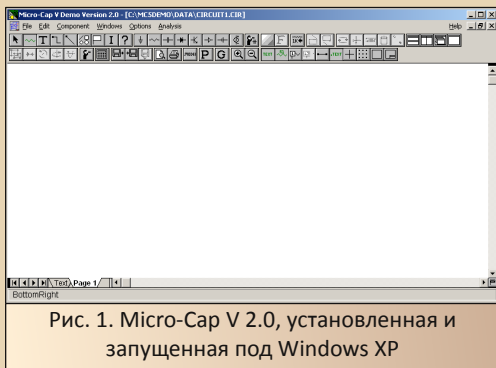 Micro-Cap V Demo Version 2.0 - [C:\MC5DEMO\DATA\CIRCUIT1.CIR]
File Edit Component Windows Options Analysis Help
Text Page 1
BottomRight
Рис. 1. Micro-Cap V 2.0, установленная и
запущенная под Windows XP